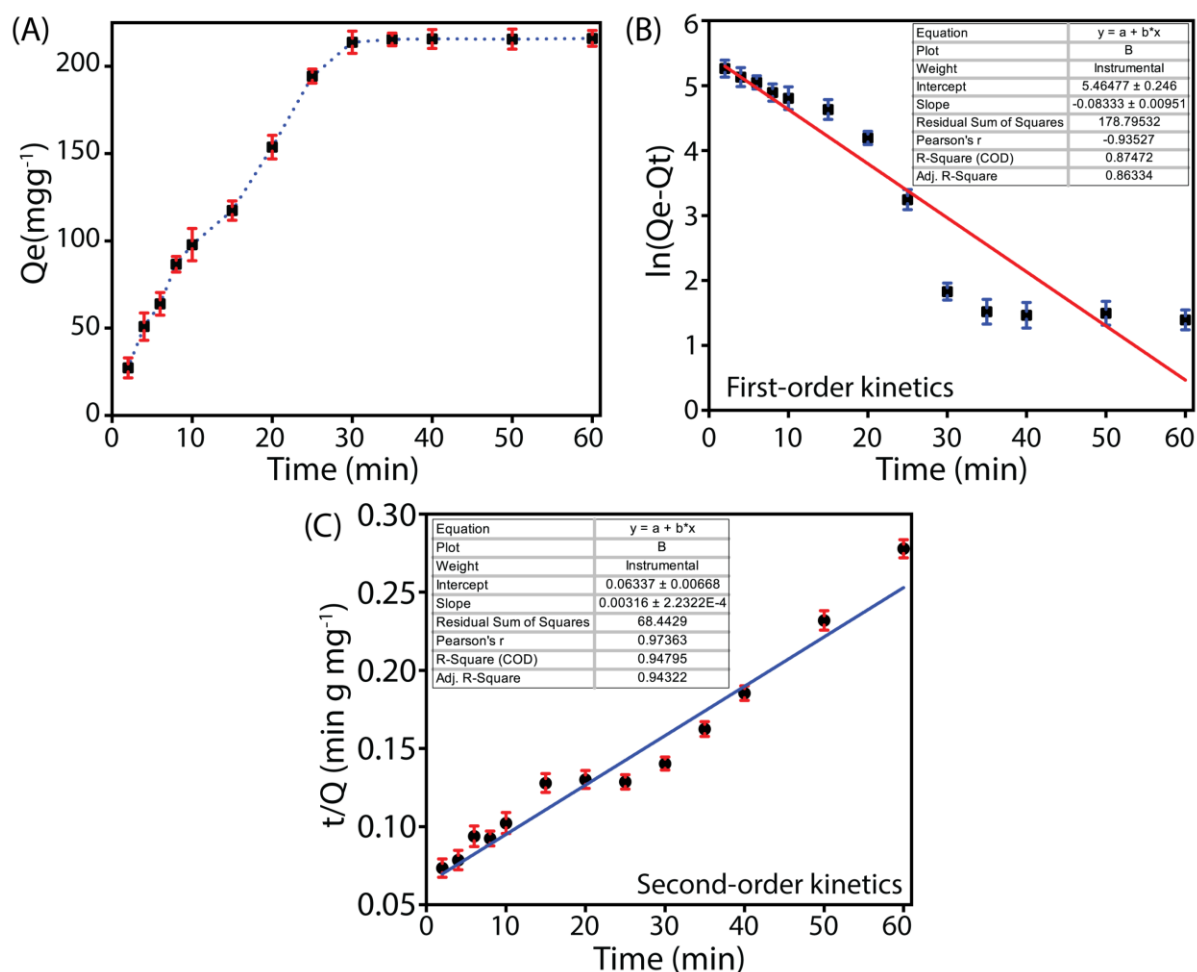 (A)
Qe(mgg⁻¹)
200
150
100
50
0
0 10 20 30 40 50 60
Time (min)
(B)
ln(Qe-Qt)
6
5
4
3
2
1
0
Equation y = a + b*x
Plot B
Weight Instrumental
Intercept 5.46477 ± 0.246
Slope -0.08333 ± 0.00951
Residual Sum of Squares 178.79532
Pearson's r -0.93527
R-Square (COD) 0.87472
Adj. R-Square 0.86334
First-order kinetics
0 10 20 30 40 50 60
Time (min)
(C)
t/Q (min g mg⁻¹)
0.30
0.25
0.20
0.15
0.10
0.05
Equation y = a + b*x
Plot B
Weight Instrumental
Intercept 0.06337 ± 0.00668
Slope 0.00316 ± 2.2322E-4
Residual Sum of Squares 68.4429
Pearson's r 0.97363
R-Square (COD) 0.94795
Adj. R-Square 0.94322
Second-order kinetics
0 10 20 30 40 50 60
Time (min)